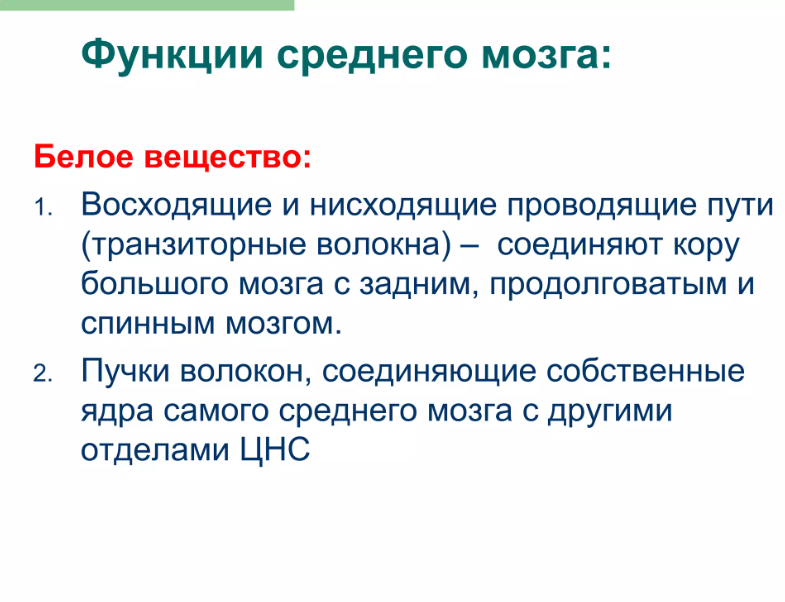 Функции среднего мозга:
Белое вещество:
1. Восходящие и нисходящие проводящие пути
(транзиторные волокна) – соединяют кору
большого мозга с задним, продолговатым и
спинным мозгом.
2. Пучки волокон, соединяющие собственные
ядра самого среднего мозга с другими
отделами ЦНС